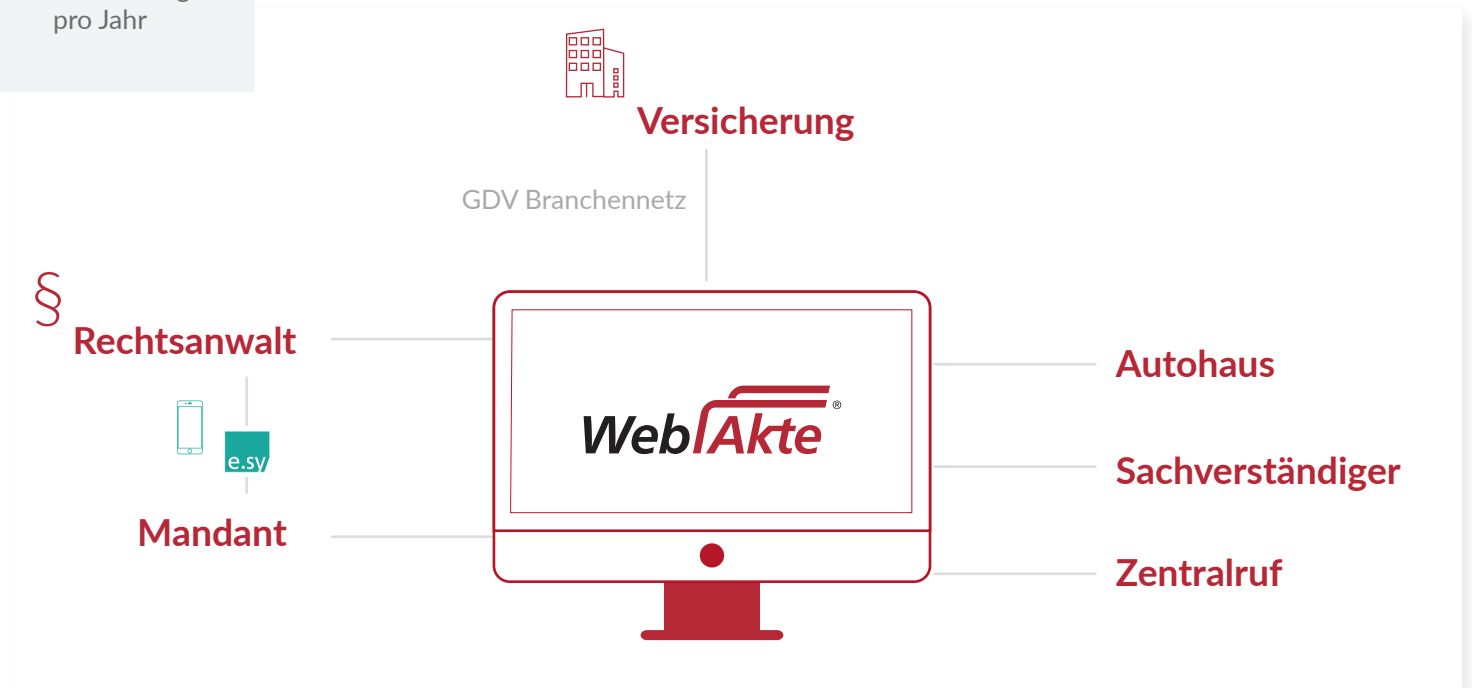 pro Jahr
Versicherung
GDV Branchennetz
§
Rechtsanwalt
e.sy
Mandant
WebAkte®
Autohaus
Sachverständiger
Zentralruf